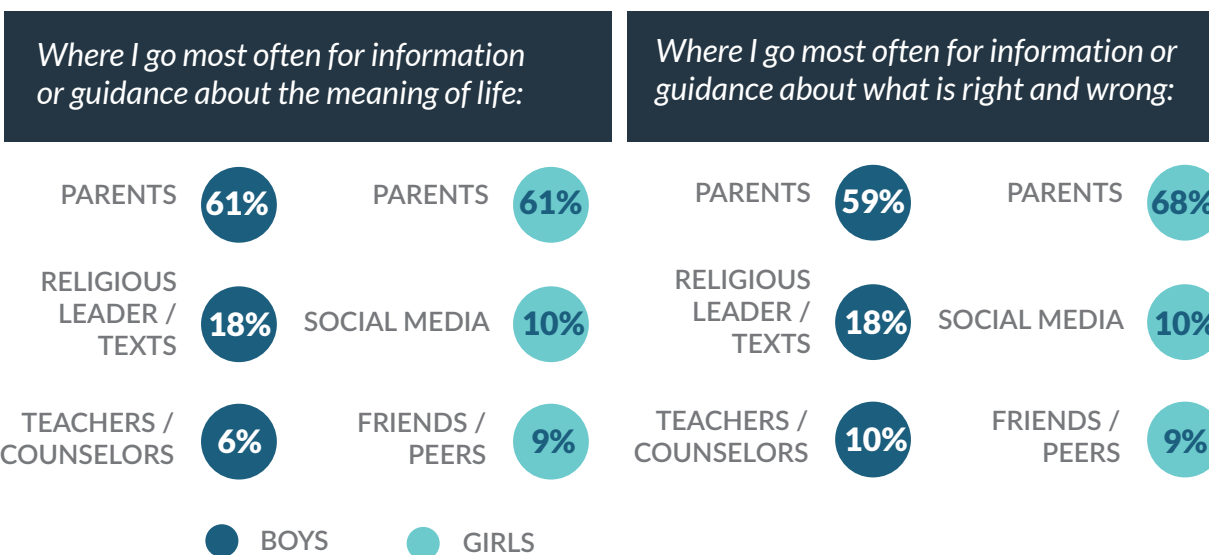 Where I go most often for information
or guidance about the meaning of life:
PARENTS 61% PARENTS 61%
RELIGIOUS
LEADER /
TEXTS
18% SOCIAL MEDIA 10%
TEACHERS /
COUNSELORS
6%
FRIENDS /
PEERS
9%
BOYS GIRLS
Where I go most often for information or
guidance about what is right and wrong:
PARENTS 59% PARENTS 68%
RELIGIOUS
LEADER /
TEXTS
18% SOCIAL MEDIA 10%
TEACHERS /
COUNSELORS
10%
FRIENDS /
PEERS
9%